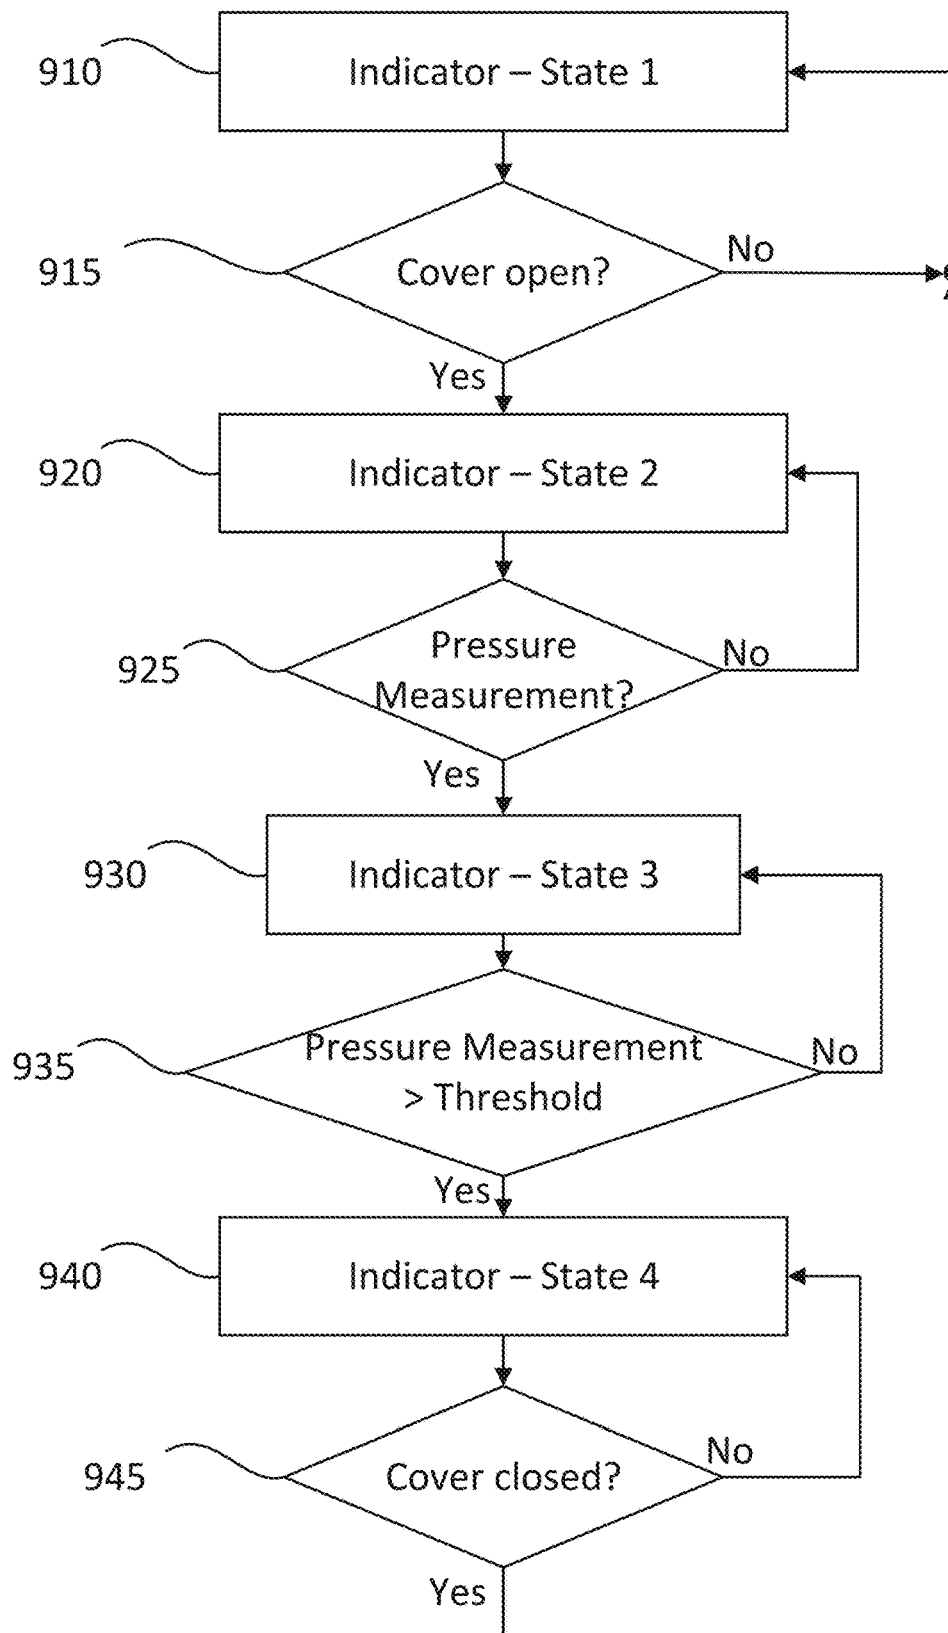 910
Indicator – State 1
915
Cover open?
No
Yes
920
Indicator – State 2
925
Pressure
Measurement?
No
Yes
930
Indicator – State 3
935
Pressure Measurement
> Threshold
No
Yes
940
Indicator – State 4
945
Cover closed?
No
Yes